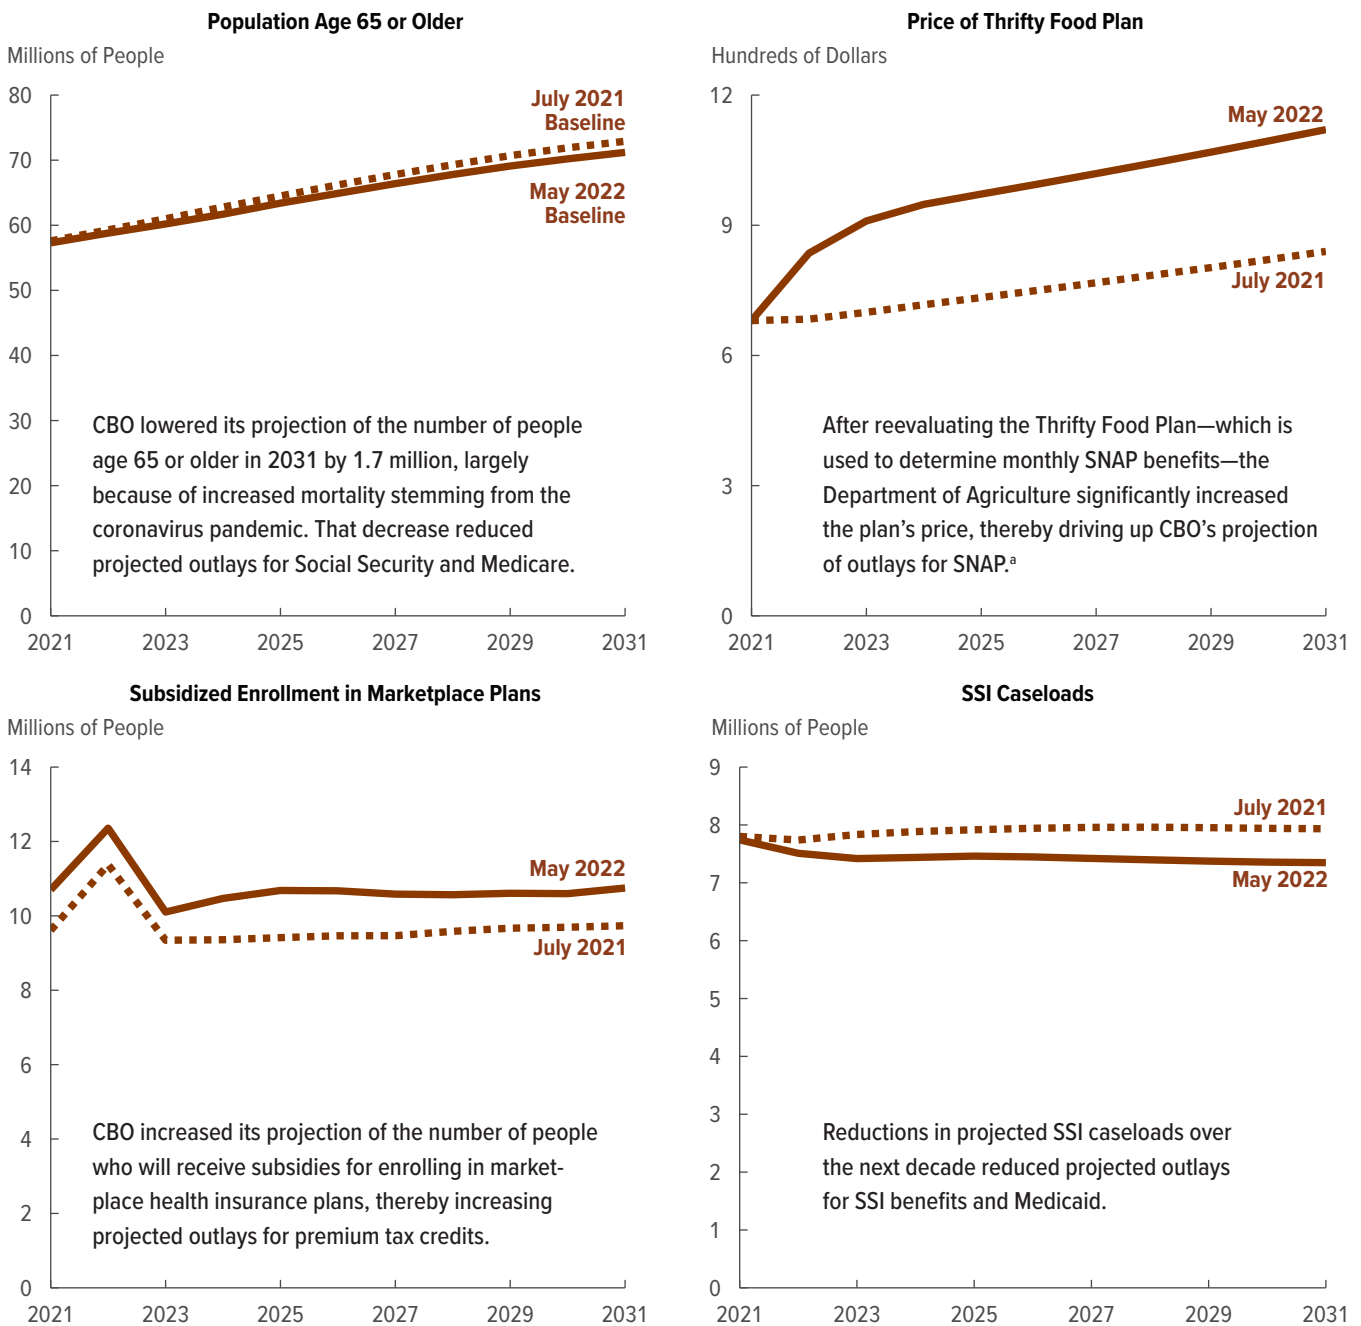 Population Age 65 or Older
Millions of People
80
70
60
50
40
30
20
10
0
July 2021
Baseline
May 2022
Baseline
CBO lowered its projection of the number of people
age 65 or older in 2031 by 1.7 million, largely
because of increased mortality stemming from the
coronavirus pandemic. That decrease reduced
projected outlays for Social Security and Medicare.
2021 2023 2025 2027 2029 2031
Price of Thrifty Food Plan
Hundreds of Dollars
12
9
6
3
0
May 2022
July 2021
After reevaluating the Thrifty Food Plan—which is
used to determine monthly SNAP benefits—the
Department of Agriculture significantly increased
the plan's price, thereby driving up CBO's projection
of outlays for SNAP.ª
2021 2023 2025 2027 2029 2031
Subsidized Enrollment in Marketplace Plans
Millions of People
14
12
10
8
6
4
2
0
May 2022
July 2021
CBO increased its projection of the number of people
who will receive subsidies for enrolling in market-
place health insurance plans, thereby increasing
projected outlays for premium tax credits.
2021 2023 2025 2027 2029 2031
SSI Caseloads
Millions of People
9
8
7
6
5
4
3
2
1
0
July 2021
May 2022
Reductions in projected SSI caseloads over
the next decade reduced projected outlays
for SSI benefits and Medicaid.
2021 2023 2025 2027 2029 2031